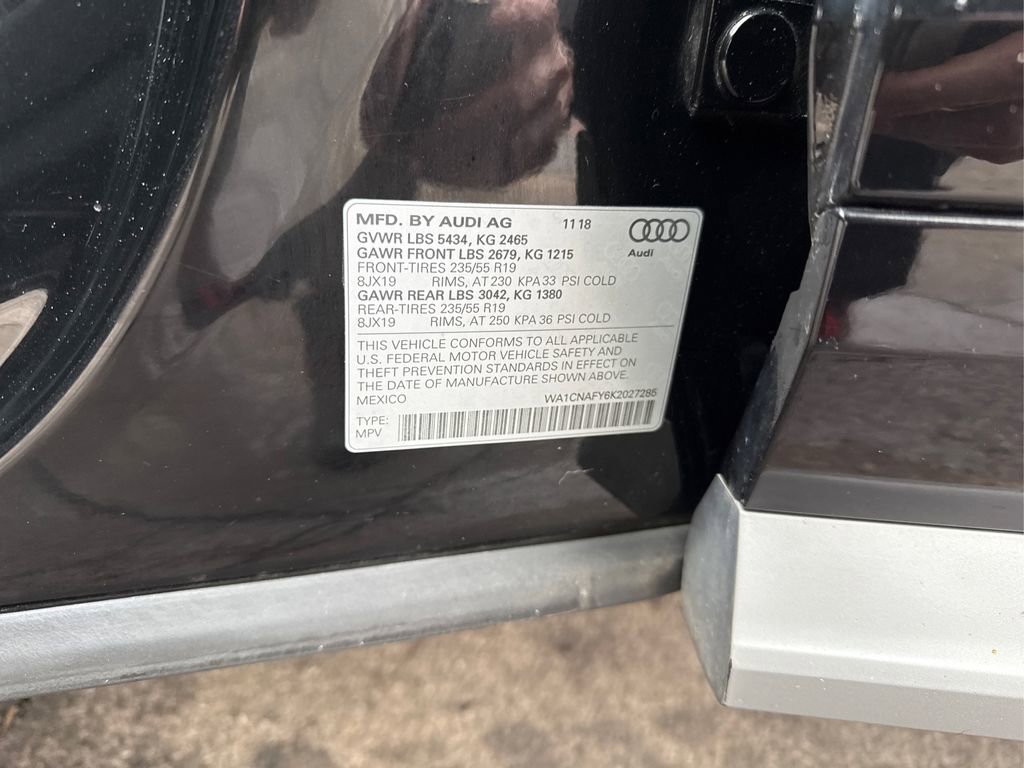 MFD. BY AUDI AG 11 18
GVWR LBS 5434, KG 2465
GAWR FRONT LBS 2679, KG 1215
Audi
FRONT-TIRES 235/55 R19
8JX19 RIMS, AT 230 KPA 33 PSI COLD
GAWR REAR LBS 3042, KG 1380
REAR-TIRES 235/55 R19
8JX19 RIMS, AT 250 KPA 36 PSI COLD
THIS VEHICLE CONFORMS TO ALL APPLICABLE
U.S. FEDERAL MOTOR VEHICLE SAFETY AND
THEFT PREVENTION STANDARDS IN EFFECT ON
THE DATE OF MANUFACTURE SHOWN ABOVE.
MEXICO WA1CNAFY6K2027285
TYPE:
MPV